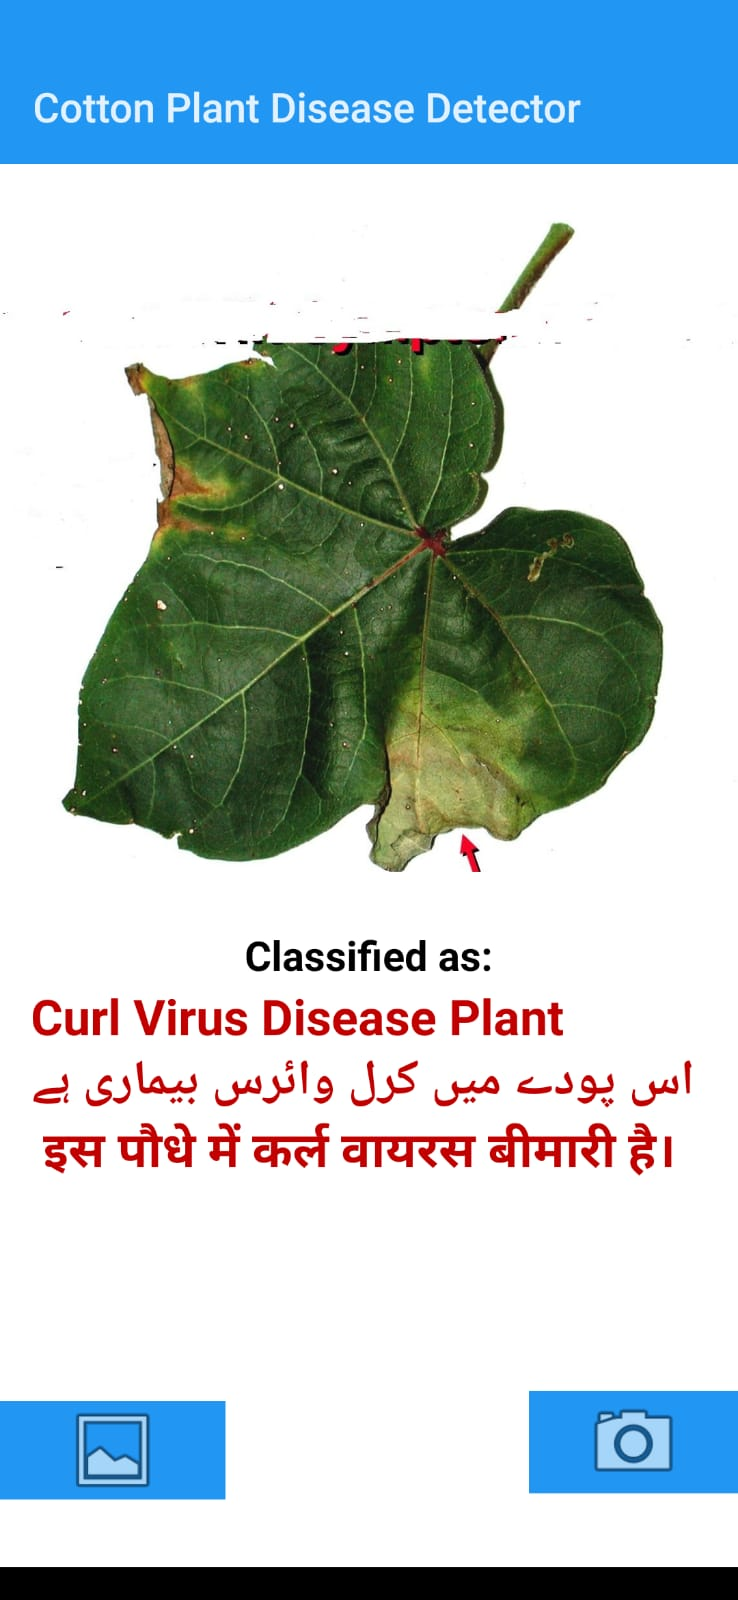 Cotton Plant Disease Detector
Classified as:
Curl Virus Disease Plant
اس پودے میں کرل وائرس بیماری ہے
इस पौधे में कर्ल वायरस बीमारी है।